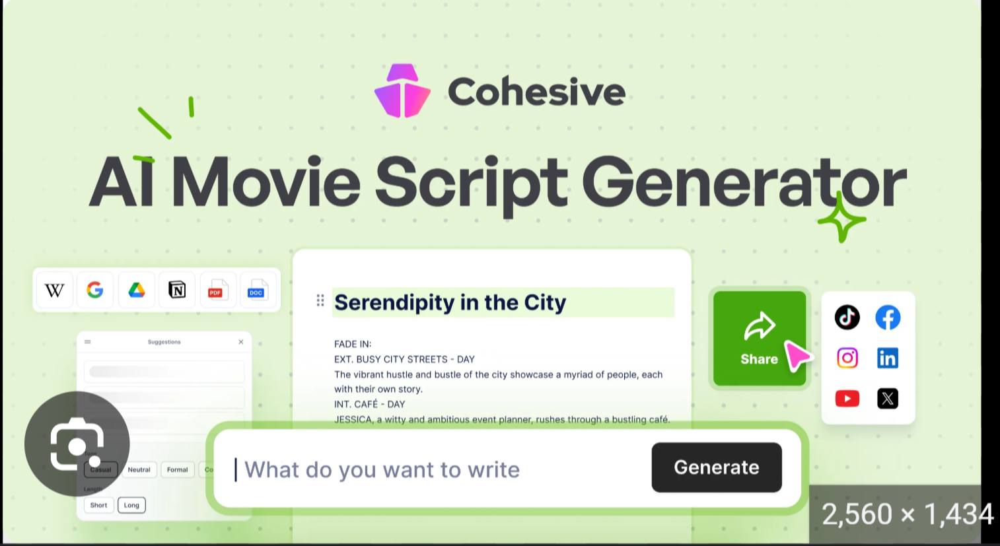 Cohesive
AI Movie Script Generator
W
G
N
PDF
DOC
Suggestions
Serendipity in the City
FADE IN:
EXT. BUSY CITY STREETS - DAY
The vibrant hustle and bustle of the city showcase a myriad of people, each
with their own story.
INT. CAFÉ - DAY
JESSICA, a witty and ambitious event planner, rushes through a bustling café.
Share
in
X
Tone
Casual
Neutral
Formal
Co
Length
Short
Long
What do you want to write
Generate
2,560 × 1,434